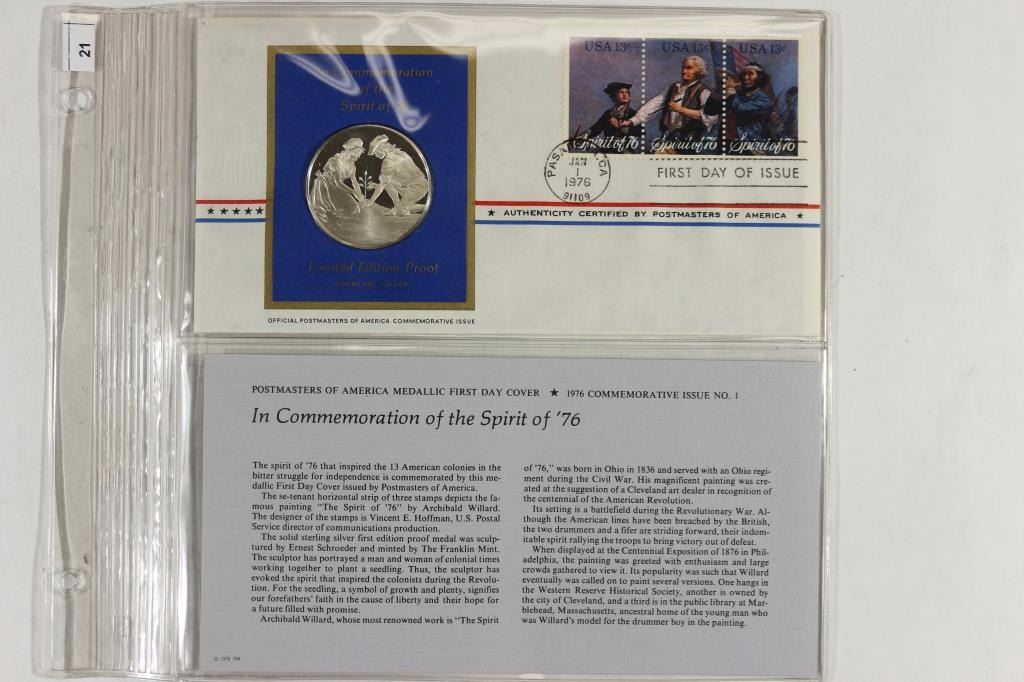 21
In Commemoration
of the
Spirit of '76
Limited Edition Proof
STERLING SILVER
OFFICIAL POSTMASTERS OF AMERICA COMMEMORATIVE ISSUE
USA 13c USA 13c USA 13c
Spirit of 76 Spirit of 76 Spirit of 76
PASADENA, CA
JAN
1
1976
91109
FIRST DAY OF ISSUE
★ AUTHENTICITY CERTIFIED BY POSTMASTERS OF AMERICA ★
POSTMASTERS OF AMERICA MEDALLIC FIRST DAY COVER ★ 1976 COMMEMORATIVE ISSUE NO. 1
In Commemoration of the Spirit of '76
The spirit of '76 that inspired the 13 American colonies in the
bitter struggle for independence is commemorated by this me-
dallic First Day Cover issued by Postmasters of America.
The se-tenant horizontal strip of three stamps depicts the fa-
mous painting "The Spirit of '76" by Archibald Willard.
The designer of the stamps is Vincent E. Hoffman, U.S. Postal
Service director of communications production.
The solid sterling silver first edition proof medal was sculp-
tured by Ernest Schroeder and minted by The Franklin Mint.
The sculptor has portrayed a man and woman of colonial times
working together to plant a seedling. Thus, the sculptor has
evoked the spirit that inspired the colonists during the Revolu-
tion. For the seedling, a symbol of growth and plenty, signifies
our forefathers' faith in the cause of liberty and their hope for
a future filled with promise.
Archibald Willard, whose most renowned work is "The Spirit
of '76," was born in Ohio in 1836 and served with an Ohio regi-
ment during the Civil War. His magnificent painting was cre-
ated at the suggestion of a Cleveland art dealer in recognition of
the centennial of the American Revolution.
Its setting is a battlefield during the Revolutionary War. Al-
though the American lines have been breached by the British,
the two drummers and a fifer are striding forward, their indom-
itable spirit rallying the troops to bring victory out of defeat.
When displayed at the Centennial Exposition of 1876 in Phil-
adelphia, the painting was greeted with enthusiasm and large
crowds gathered to view it. Its popularity was such that Willard
eventually was called on to paint several versions. One hangs in
the Western Reserve Historical Society, another is owned by
the city of Cleveland, and a third is in the public library at Mar-
blehead, Massachusetts, ancestral home of the young man who
was Willard's model for the drummer boy in the painting.
© 1976 FM